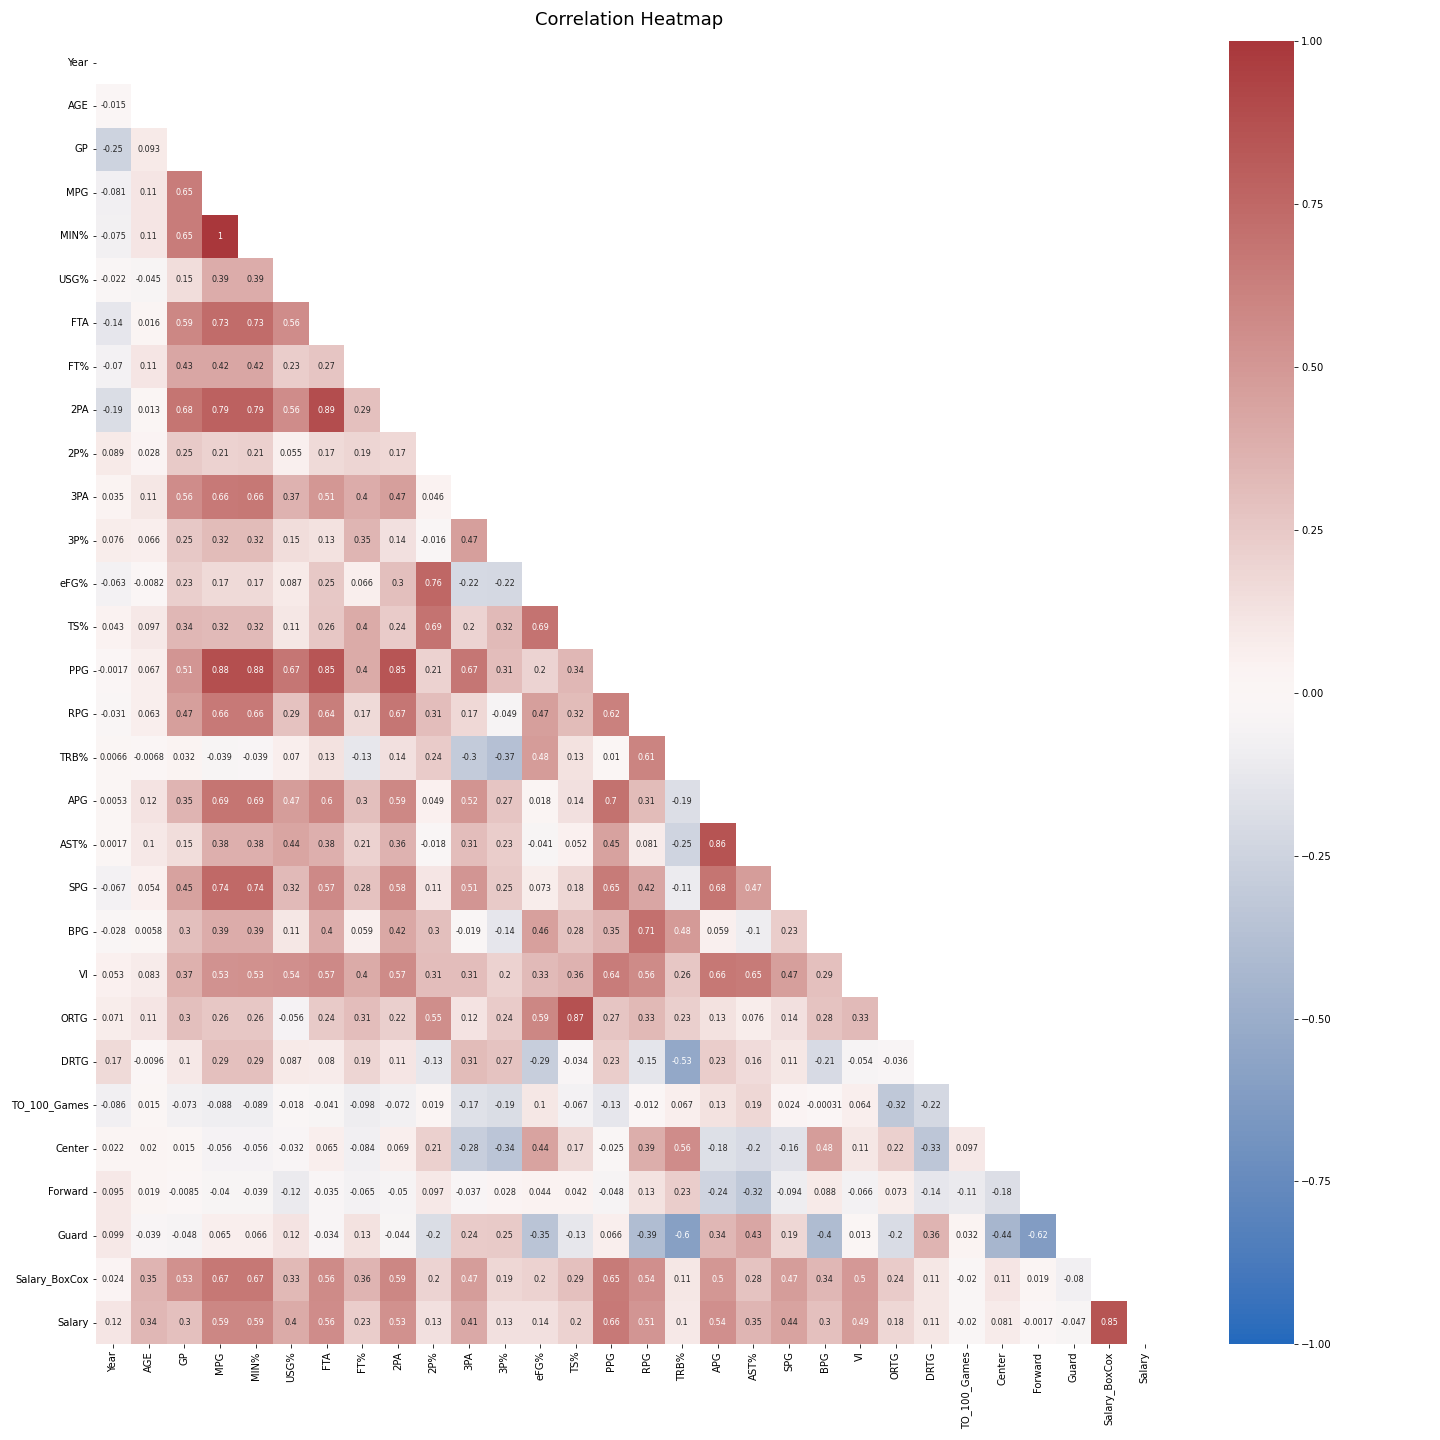 Correlation Heatmap
Year
AGE -0.015
GP -0.25 0.093
MPG -0.081 0.11 0.65
MIN% -0.075 0.11 0.65 1
USG% -0.022 -0.045 0.15 0.39 0.39
FTA -0.14 0.016 0.59 0.73 0.73 0.56
FT% -0.07 0.11 0.43 0.42 0.42 0.23 0.27
2PA -0.19 0.013 0.68 0.79 0.79 0.56 0.89 0.29
2P% 0.089 0.028 0.25 0.21 0.21 0.055 0.17 0.19 0.17
3PA 0.035 0.11 0.56 0.66 0.66 0.37 0.51 0.4 0.47 0.046
3P% 0.076 0.066 0.25 0.32 0.32 0.15 0.13 0.35 0.14 -0.016 0.47
eFG% -0.063 -0.0082 0.23 0.17 0.17 0.087 0.25 0.066 0.3 0.76 -0.22 -0.22
TS% 0.043 0.097 0.34 0.32 0.32 0.11 0.26 0.4 0.24 0.69 0.2 0.32 0.69
PPG -0.0017 0.067 0.51 0.88 0.88 0.67 0.85 0.4 0.85 0.21 0.67 0.31 0.2 0.34
RPG -0.031 0.063 0.47 0.66 0.66 0.29 0.64 0.17 0.67 0.31 0.17 -0.049 0.47 0.32 0.62
TRB% 0.0066 -0.0068 0.032 -0.039 -0.039 0.07 0.13 -0.13 0.14 0.24 -0.3 -0.37 0.48 0.13 0.01 0.61
APG 0.0053 0.12 0.35 0.69 0.69 0.47 0.6 0.3 0.59 0.049 0.52 0.27 0.018 0.14 0.7 0.31 -0.19
AST% 0.0017 0.1 0.15 0.38 0.38 0.44 0.38 0.21 0.36 -0.018 0.31 0.23 -0.041 0.052 0.45 0.081 -0.25 0.86
SPG -0.067 0.054 0.45 0.74 0.74 0.32 0.57 0.28 0.58 0.11 0.51 0.25 0.073 0.18 0.65 0.42 -0.11 0.68 0.47
BPG -0.028 0.0058 0.3 0.39 0.39 0.11 0.4 0.059 0.42 0.3 -0.019 -0.14 0.46 0.28 0.35 0.71 0.48 0.059 -0.1 0.23
VI 0.053 0.083 0.37 0.53 0.53 0.54 0.57 0.4 0.57 0.31 0.31 0.2 0.33 0.36 0.64 0.56 0.26 0.66 0.65 0.47 0.29
ORTG 0.071 0.11 0.3 0.26 0.26 -0.056 0.24 0.31 0.22 0.55 0.12 0.24 0.59 0.87 0.27 0.33 0.23 0.13 0.076 0.14 0.28 0.33
DRTG 0.17 -0.0096 0.1 0.29 0.29 0.087 0.08 0.19 0.11 -0.13 0.31 0.27 -0.29 -0.034 0.23 -0.15 -0.53 0.23 0.16 0.11 -0.21 -0.054 -0.036
TO_100_Games -0.086 0.015 -0.073 -0.088 -0.089 -0.018 -0.041 -0.098 -0.072 0.019 -0.17 -0.19 0.1 -0.067 -0.13 -0.012 0.067 0.13 0.19 0.024 -0.00031 0.064 -0.32 -0.22
Center 0.022 0.02 0.015 -0.056 -0.056 -0.032 0.065 -0.084 0.069 0.21 -0.28 -0.34 0.44 0.17 -0.025 0.39 0.56 -0.18 -0.2 -0.16 0.48 0.11 0.22 -0.33 0.097
Forward 0.095 0.019 -0.0085 -0.04 -0.039 -0.12 -0.035 -0.065 -0.05 0.097 -0.037 0.028 0.044 0.042 -0.048 0.13 0.23 -0.24 -0.32 -0.094 0.088 -0.066 0.073 -0.14 -0.11 -0.18
Guard 0.099 -0.039 -0.048 0.065 0.066 0.12 -0.034 0.13 -0.044 -0.2 0.24 0.25 -0.35 -0.13 0.066 -0.39 -0.6 0.34 0.43 0.19 -0.4 0.013 -0.2 0.36 0.032 -0.44 -0.62
Salary_BoxCox 0.024 0.35 0.53 0.67 0.67 0.33 0.56 0.36 0.59 0.2 0.47 0.19 0.2 0.29 0.65 0.54 0.11 0.5 0.28 0.47 0.34 0.5 0.24 0.11 -0.02 0.11 0.019 -0.08
Salary 0.12 0.34 0.3 0.59 0.59 0.4 0.56 0.23 0.53 0.13 0.41 0.13 0.14 0.2 0.66 0.51 0.1 0.54 0.35 0.44 0.3 0.49 0.18 0.11 -0.02 0.081 -0.0017 -0.047 0.85
Year AGE GP MPG MIN% USG% FTA FT% 2PA 2P% 3PA 3P% eFG% TS% PPG RPG TRB% APG AST% SPG BPG VI ORTG DRTG TO_100_Games Center Forward Guard Salary_BoxCox Salary
1.00
0.75
0.50
0.25
0.00
−0.25
−0.50
−0.75
−1.00